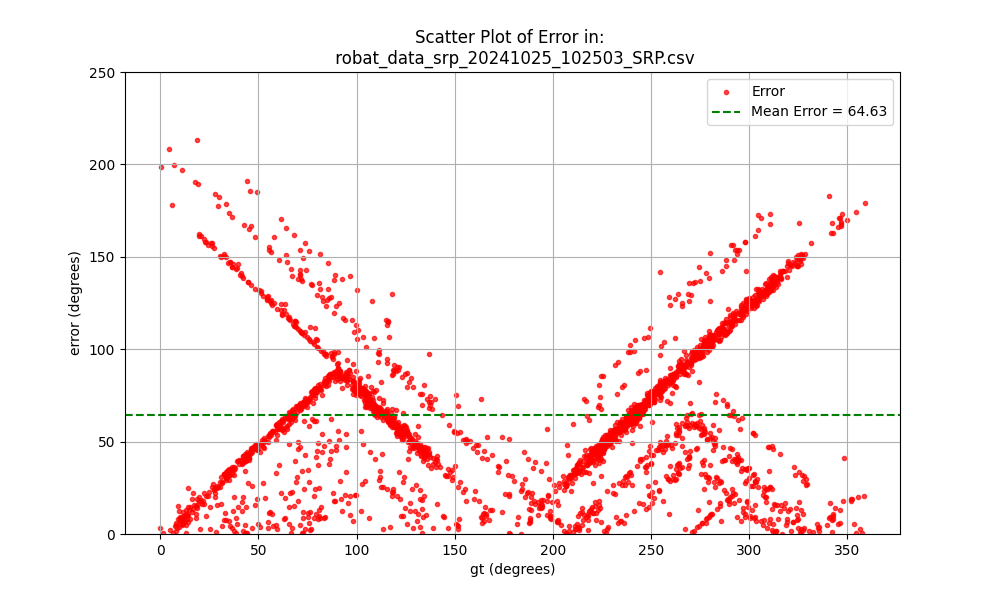 Scatter Plot of Error in:
robat_data_srp_20241025_102503_SRP.csv
250
200
150
100
50
0
error (degrees)
Error
Mean Error = 64.63
0 50 100 150 200 250 300 350
gt (degrees)